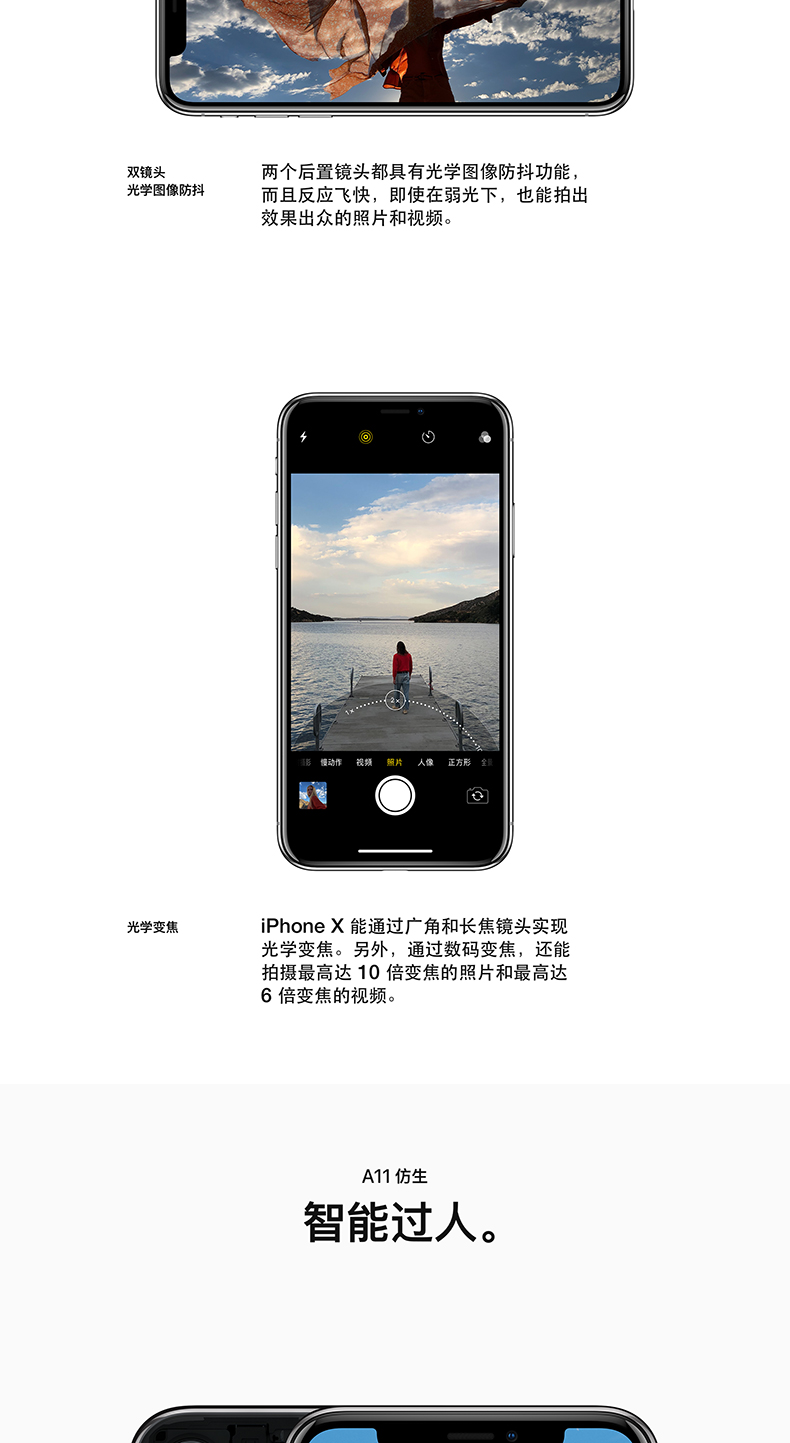 双镜头
光学图像防抖
两个后置镜头都具有光学图像防抖功能，
而且反应飞快，即使在弱光下，也能拍出
效果出众的照片和视频。
1×
2×
慢动作 视频 照片 人像 正方形
光学变焦
iPhone X 能通过广角和长焦镜头实现
光学变焦。另外，通过数码变焦，还能
拍摄最高达 10 倍变焦的照片和最高达
6 倍变焦的视频。
A11 仿生
智能过人。